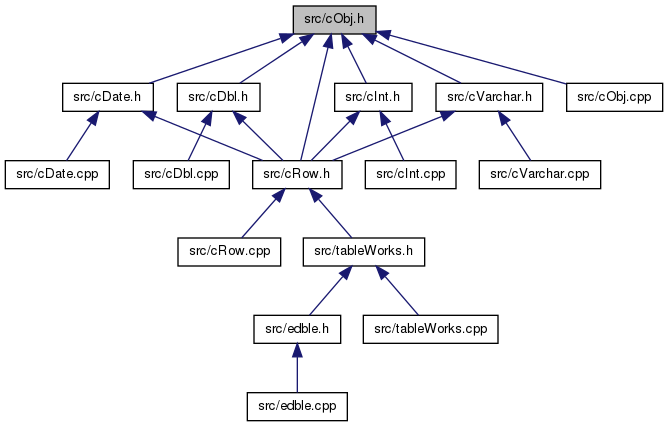 src/cObj.h
src/cDate.h
src/cDbl.h
src/cInt.h
src/cVarchar.h
src/cObj.cpp
src/cDate.cpp
src/cDbl.cpp
src/cRow.h
src/cInt.cpp
src/cVarchar.cpp
src/cRow.cpp
src/tableWorks.h
src/edble.h
src/tableWorks.cpp
src/edble.cpp